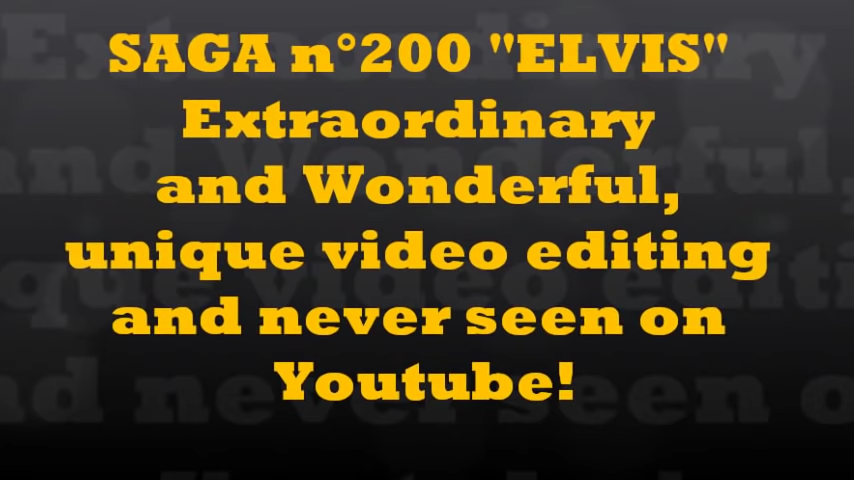 SAGA n°200 "ELVIS"
Extraordinary
and Wonderful,
unique video editing
and never seen on
Youtube!